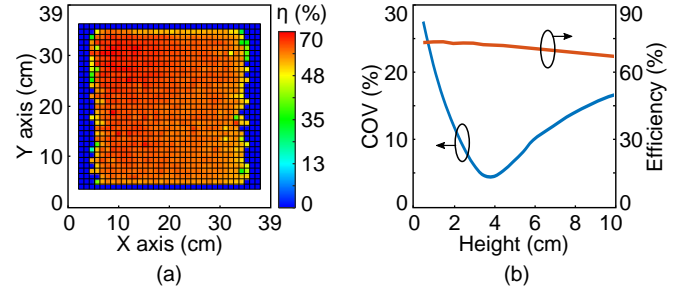 39
30
20
10
0
Y axis (cm)
0 10 20 30 39
X axis (cm)
η (%)
70
48
35
13
0
(a)
30
20
10
0
COV (%)
90
60
30
0
Efficiency (%)
0 2 4 6 8 10
Height (cm)
(b)